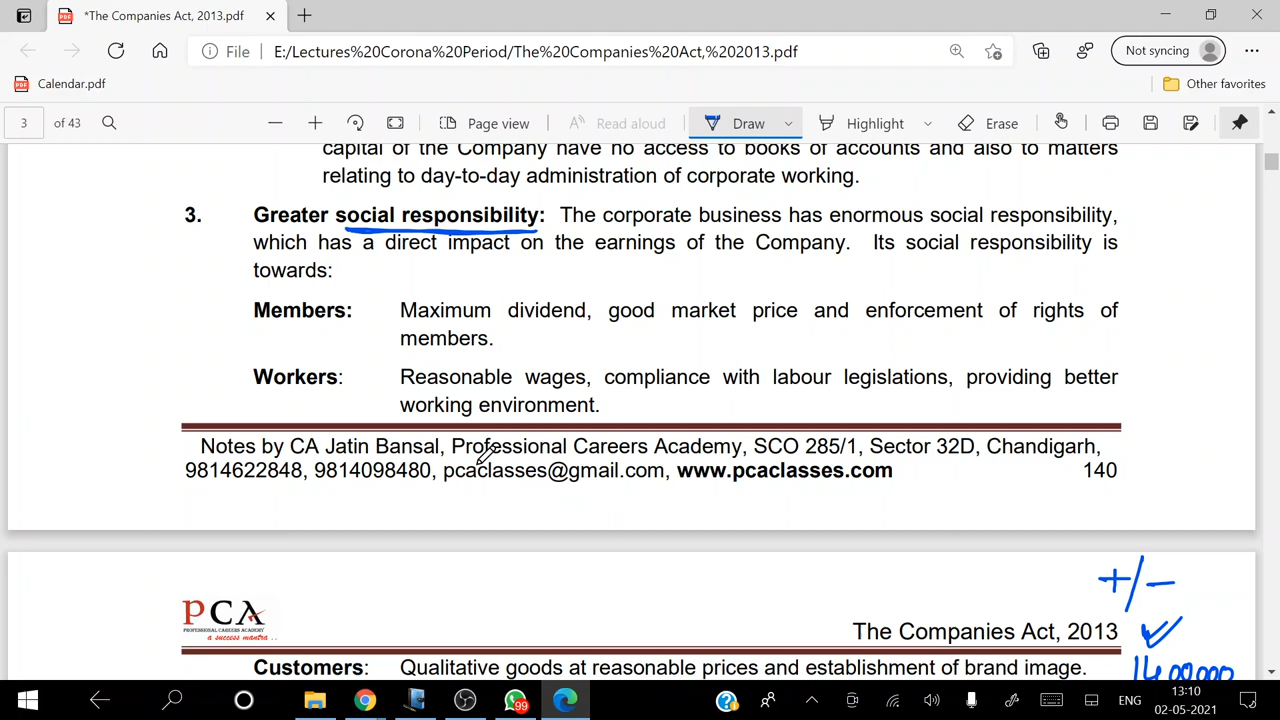 *The Companies Act, 2013.pdf
File E:/Lectures%20Corona%20Period/The%20Companies%20Act,%202013.pdf Not syncing
Calendar.pdf Other favorites
3 of 43 Page view Read aloud Draw Highlight Erase
capital of the Company have no access to books of accounts and also to matters
relating to day-to-day administration of corporate working.
3. Greater social responsibility: The corporate business has enormous social responsibility,
which has a direct impact on the earnings of the Company. Its social responsibility is
towards:
Members: Maximum dividend, good market price and enforcement of rights of
members.
Workers: Reasonable wages, compliance with labour legislations, providing better
working environment.
Notes by CA Jatin Bansal, Professional Careers Academy, SCO 285/1, Sector 32D, Chandigarh,
9814622848, 9814098480, pcaclasses@gmail.com, www.pcaclasses.com 140
+/-
PCA
PROFESSIONAL CAREERS ACADEMY
a success mantra ..
The Companies Act, 2013
Customers: Qualitative goods at reasonable prices and establishment of brand image.
1400000
99
ENG
13:10
02-05-2021